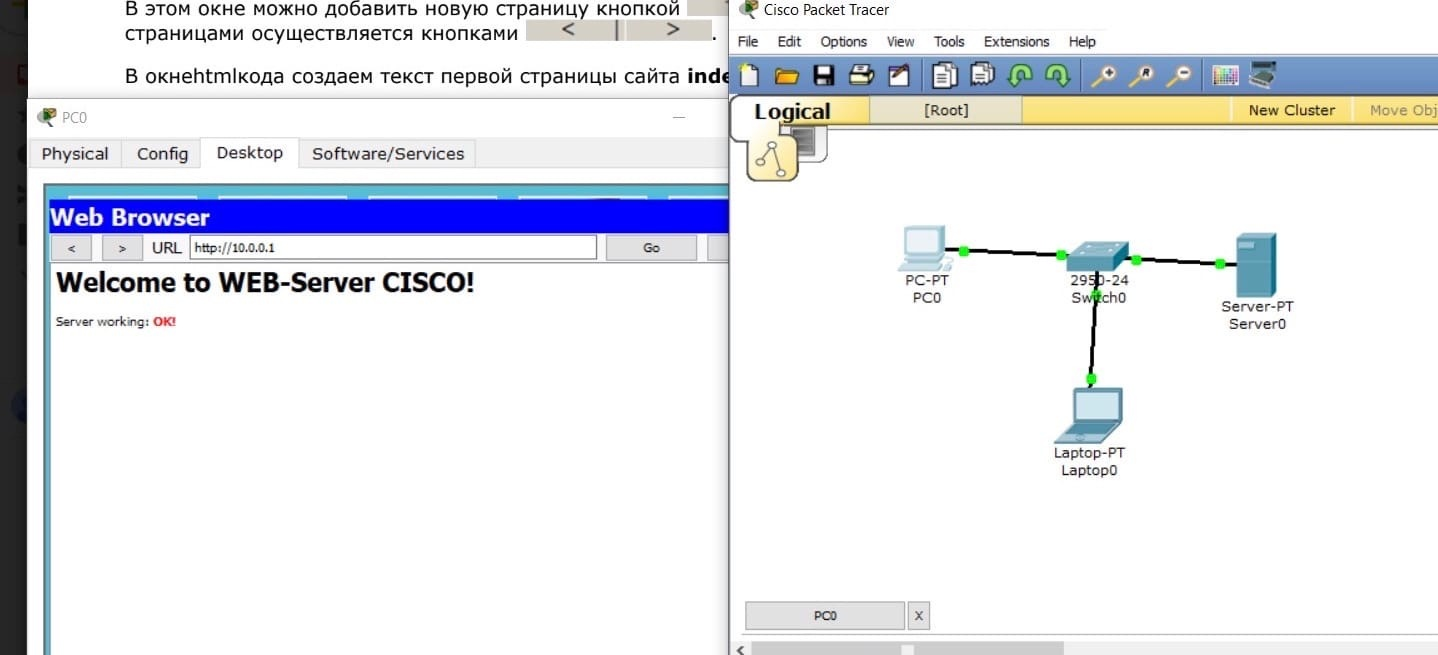 В этом окне можно добавить новую страницу кнопкой
страницами осуществляется кнопками < | > .
В окнеhtmlкода создаем текст первой страницы сайта inde
PC0
Physical Config Desktop Software/Services
Web Browser
< > URL http://10.0.0.1 Go
Welcome to WEB-Server CISCO!
Server working: OK!
Cisco Packet Tracer
File Edit Options View Tools Extensions Help
Logical [Root] New Cluster Move Obj
PC-PT
PC0
2950-24
Switch0
Server-PT
Server0
Laptop-PT
Laptop0
PC0 X